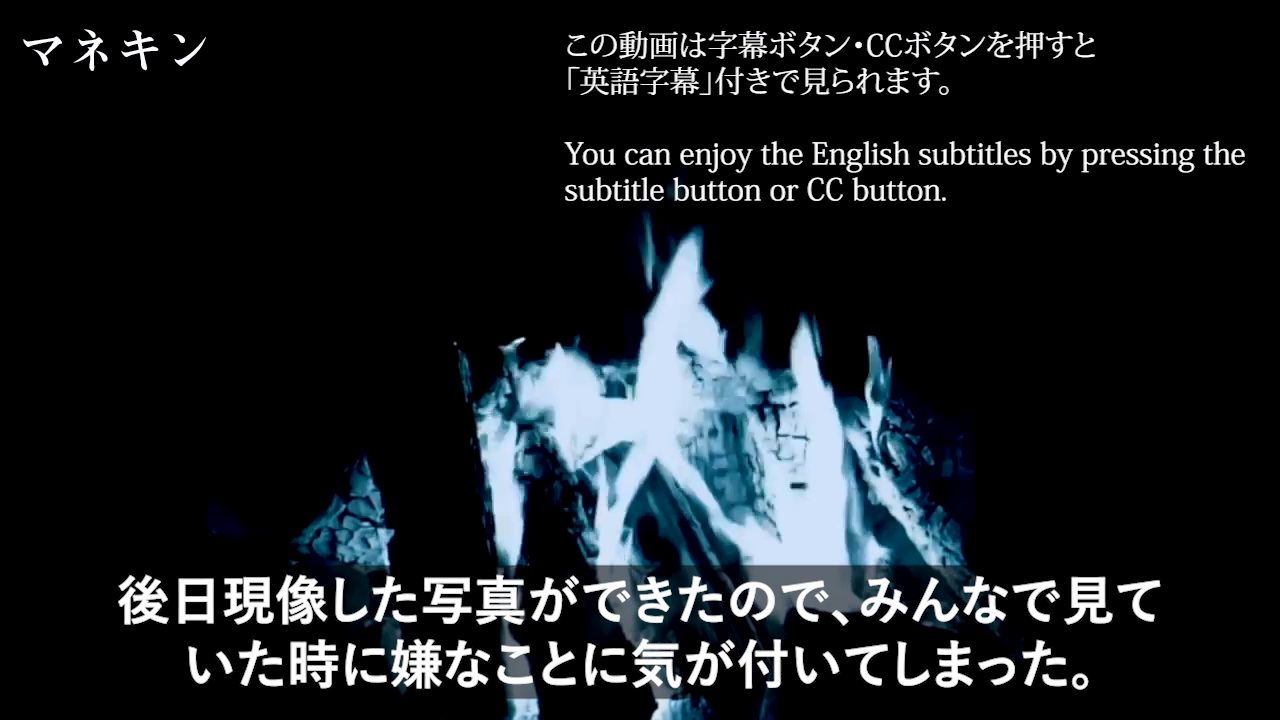 マネキン
この動画は字幕ボタン・CCボタンを押すと
「英語字幕」付きで見られます。
You can enjoy the English subtitles by pressing the
subtitle button or CC button.
後日現像した写真ができたので、みんなで見て
いた時に嫌なことに気が付いてしまった。